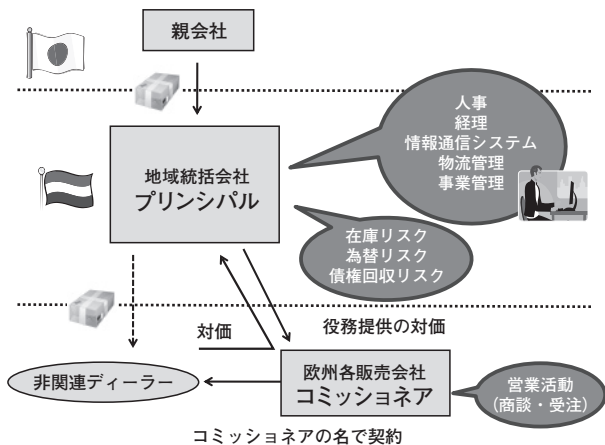 親会社
人事
経理
情報通信システム
物流管理
事業管理
地域統括会社
プリンシパル
在庫リスク
為替リスク
債権回収リスク
対価
役務提供の対価
非関連ディーラー
欧州各販売会社
コミッショネア
営業活動
(商談・受注)
コミッショネアの名で契約